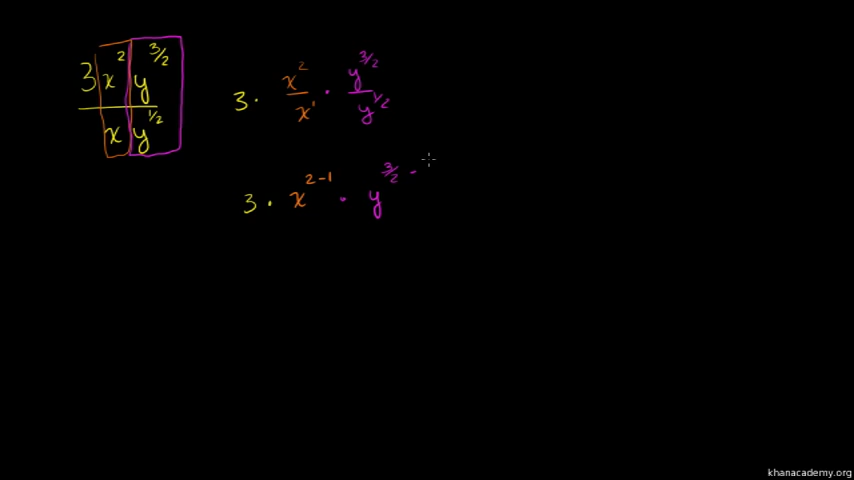 3x^2 y^{3/2}
x y^{1/2}
3 · x^2/x^1 · y^{3/2}/y^{1/2}
3 · x^{2-1} · y^{3/2 -}
khanacademy.org